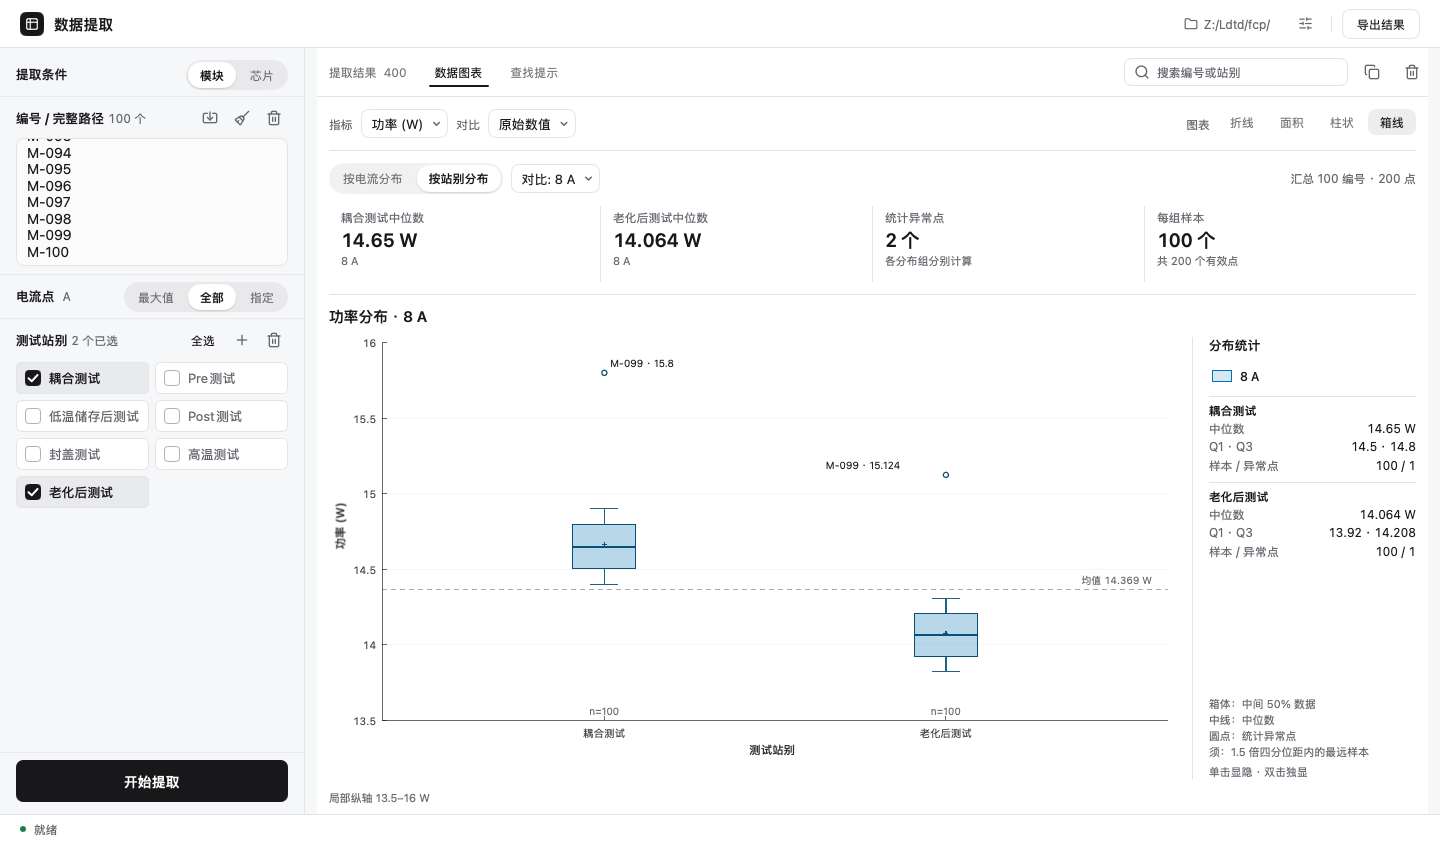 数据提取
Z:/Ldtd/fcp/
导出结果
提取条件
模块
芯片
编号 / 完整路径 100 个
M-094
M-095
M-096
M-097
M-098
M-099
M-100
电流点 A
最大值
全部
指定
测试站别 2 个已选
全选
耦合测试
Pre 测试
低温储存后测试
Post 测试
封盖测试
高温测试
老化后测试
开始提取
就绪
提取结果 400
数据图表
查找提示
搜索编号或站别
指标
功率 (W)
对比
原始数值
图表
折线
面积
柱状
箱线
按电流分布
按站别分布
对比: 8 A
汇总 100 编号 · 200 点
耦合测试中位数
14.65 W
8 A
老化后测试中位数
14.064 W
8 A
统计异常点
2 个
各分布组分别计算
每组样本
100 个
共 200 个有效点
功率分布 · 8 A
16
15.5
15
14.5
14
13.5
功率 (W)
M-099 · 15.8
M-099 · 15.124
均值 14.369 W
n=100
n=100
耦合测试
老化后测试
测试站别
局部纵轴 13.5–16 W
分布统计
8 A
耦合测试
中位数 14.65 W
Q1 · Q3 14.5 · 14.8
样本 / 异常点 100 / 1
老化后测试
中位数 14.064 W
Q1 · Q3 13.92 · 14.208
样本 / 异常点 100 / 1
箱体: 中间 50% 数据
中线: 中位数
圆点: 统计异常点
须: 1.5 倍四分位距内的最远样本
单击显隐 · 双击独显